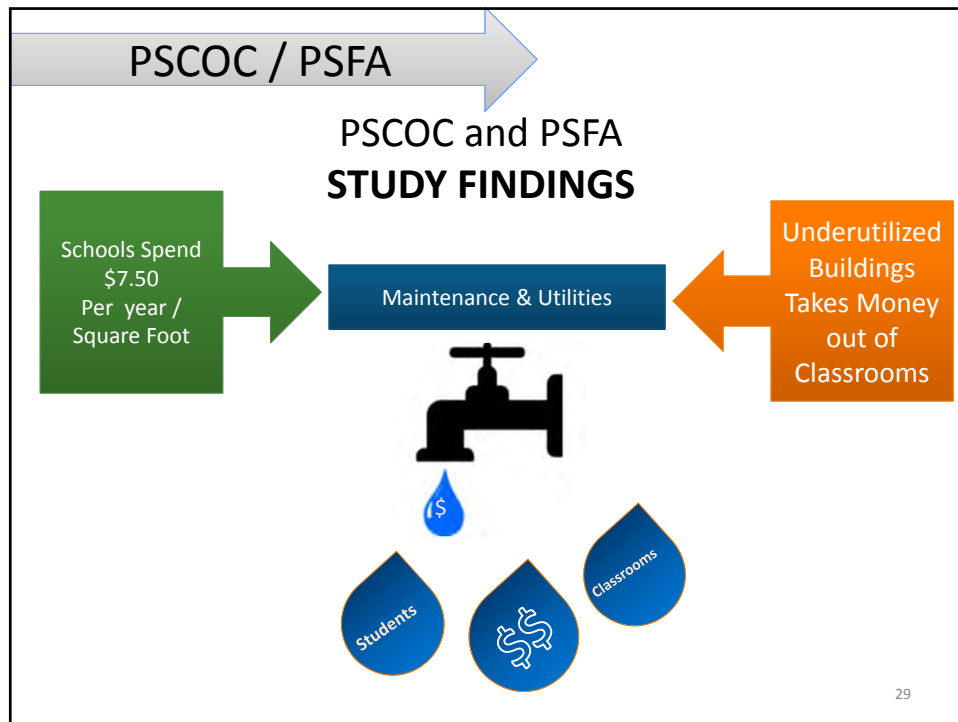 PSCOC / PSFA
PSCOC and PSFA
STUDY FINDINGS
Schools Spend
$7.50
Per year /
Square Foot
Maintenance & Utilities
Underutilized
Buildings
Takes Money
out of
Classrooms
$
Students
$$
Classrooms
29